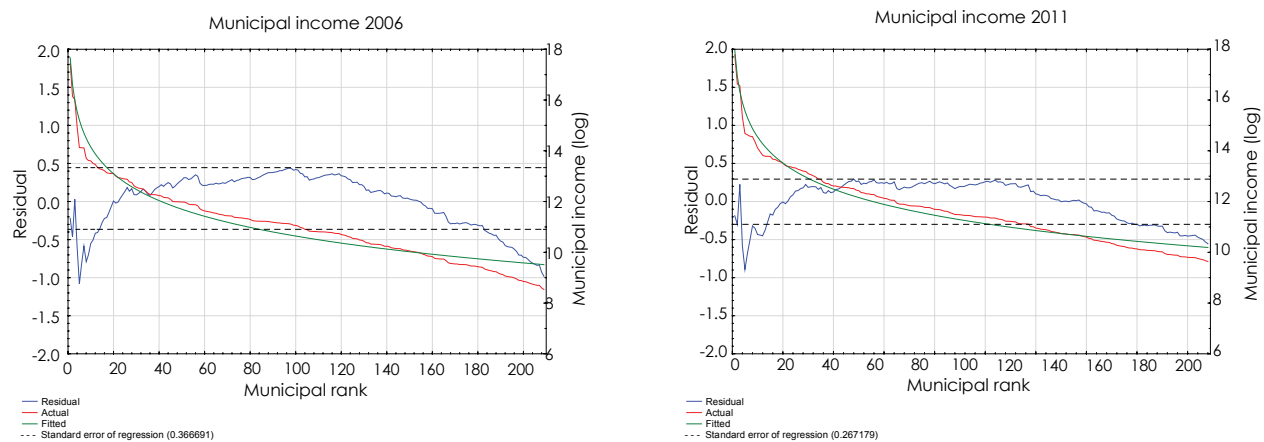 Municipal income 2006
2.0
1.5
1.0
0.5
0.0
-0.5
-1.0
-1.5
-2.0
Residual
18
16
14
12
10
8
6
Municipal income (log)
0 20 40 60 80 100 120 140 160 180 200
Municipal rank
Residual
Actual
Fitted
Standard error of regression (0.366691)
Municipal income 2011
2.0
1.5
1.0
0.5
0.0
-0.5
-1.0
-1.5
-2.0
Residual
18
16
14
12
10
8
6
Municipal income (log)
0 20 40 60 80 100 120 140 160 180 200
Municipal rank
Residual
Actual
Fitted
Standard error of regression (0.267179)